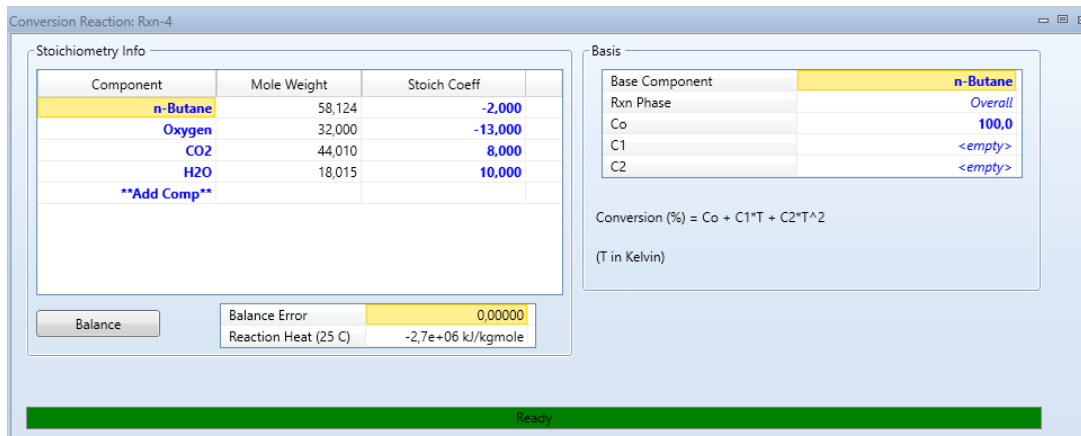 Conversion Reaction: Rxn-4
Stoichiometry Info
Component Mole Weight Stoich Coeff
n-Butane 58,124 -2,000
Oxygen 32,000 -13,000
CO2 44,010 8,000
H2O 18,015 10,000
**Add Comp**
Balance
Balance Error 0,00000
Reaction Heat (25 C) -2,7e+06 kJ/kgmole
Basis
Base Component n-Butane
Rxn Phase Overall
Co 100,0
C1 <empty>
C2 <empty>
Conversion (%) = Co + C1*T + C2*T^2
(T in Kelvin)
Ready